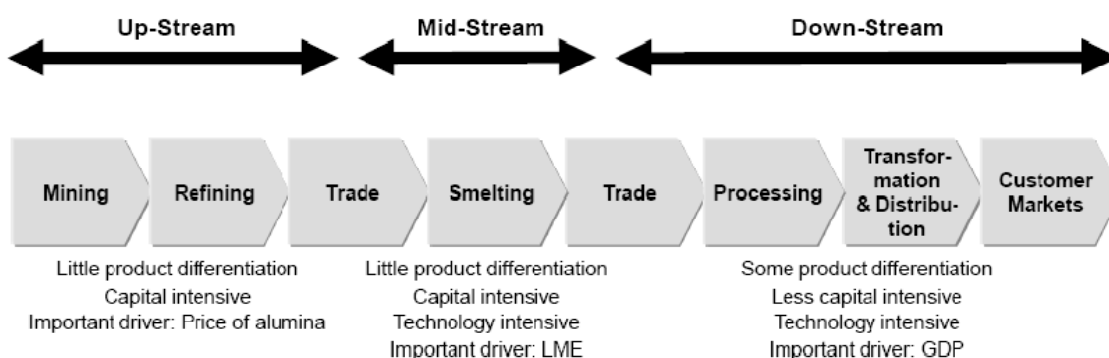 Up-Stream
Mid-Stream
Down-Stream
Mining
Refining
Trade
Smelting
Trade
Processing
Transfor-
mation
& Distribu-
tion
Customer
Markets
Little product differentiation
Capital intensive
Important driver: Price of alumina
Little product differentiation
Capital intensive
Technology intensive
Important driver: LME
Some product differentiation
Less capital intensive
Technology intensive
Important driver: GDP